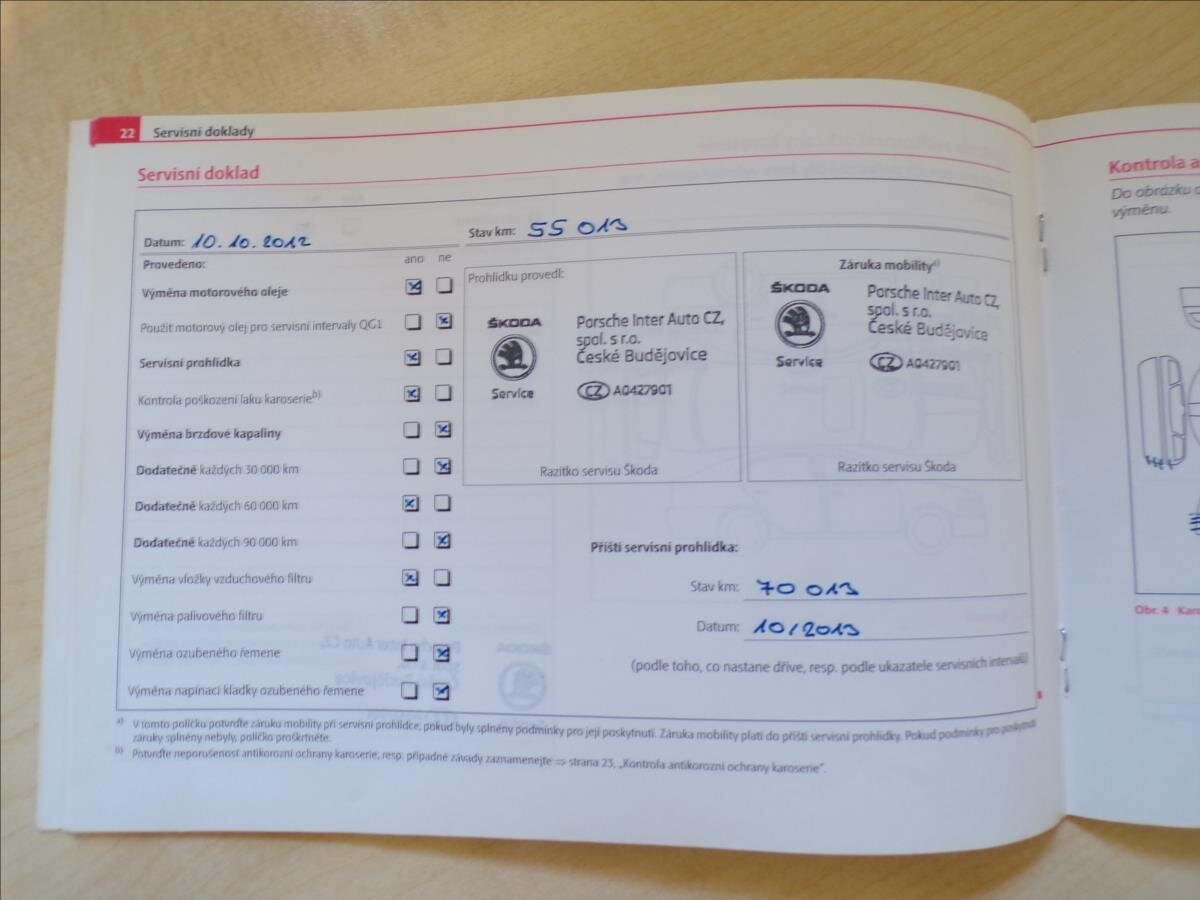 22 Servisní doklady
Servisní doklad
Datum: 10.10.2012
Stav km: 55 013
Provedeno: ano ne
Výměna motorového oleje
Použit motorový olej pro servisní intervaly QG1
Servisní prohlídka
Kontrola poškození laku karoserie b)
Výměna brzdové kapaliny
Dodatečně každých 30 000 km
Dodatečně každých 60 000 km
Dodatečně každých 90 000 km
Výměna vložky vzduchového filtru
Výměna palivového filtru
Výměna ozubeného řemene
Výměna napínací kladky ozubeného řemene
Prohlídku provedl:
ŠKODA
Service
Porsche Inter Auto CZ,
spol. s r.o.
České Budějovice
CZ A0427901
Razítko servisu Škoda
Záruka mobility a)
ŠKODA
Service
Porsche Inter Auto CZ,
spol. s r.o.
České Budějovice
CZ A0427901
Razítko servisu Škoda
Příští servisní prohlídka:
Stav km: 70 013
Datum: 10/2013
(podle toho, co nastane dříve, resp. podle ukazatele servisních intervalů)
a) V tomto políčku potvrďte záruku mobility při servisní prohlídce, pokud byly splněny podmínky pro její poskytnutí. Záruka mobility platí do příští servisní prohlídky. Pokud podmínky pro poskytnutí
záruky splněny nebyly, políčko proškrtněte.
b) Potvrďte neporušenost antikorozní ochrany karoserie, resp. případné závady zaznamenejte ⇒ strana 23, „Kontrola antikorozní ochrany karoserie“.
Kontrola a
Do obrázku
výměnu.
Obr. 4